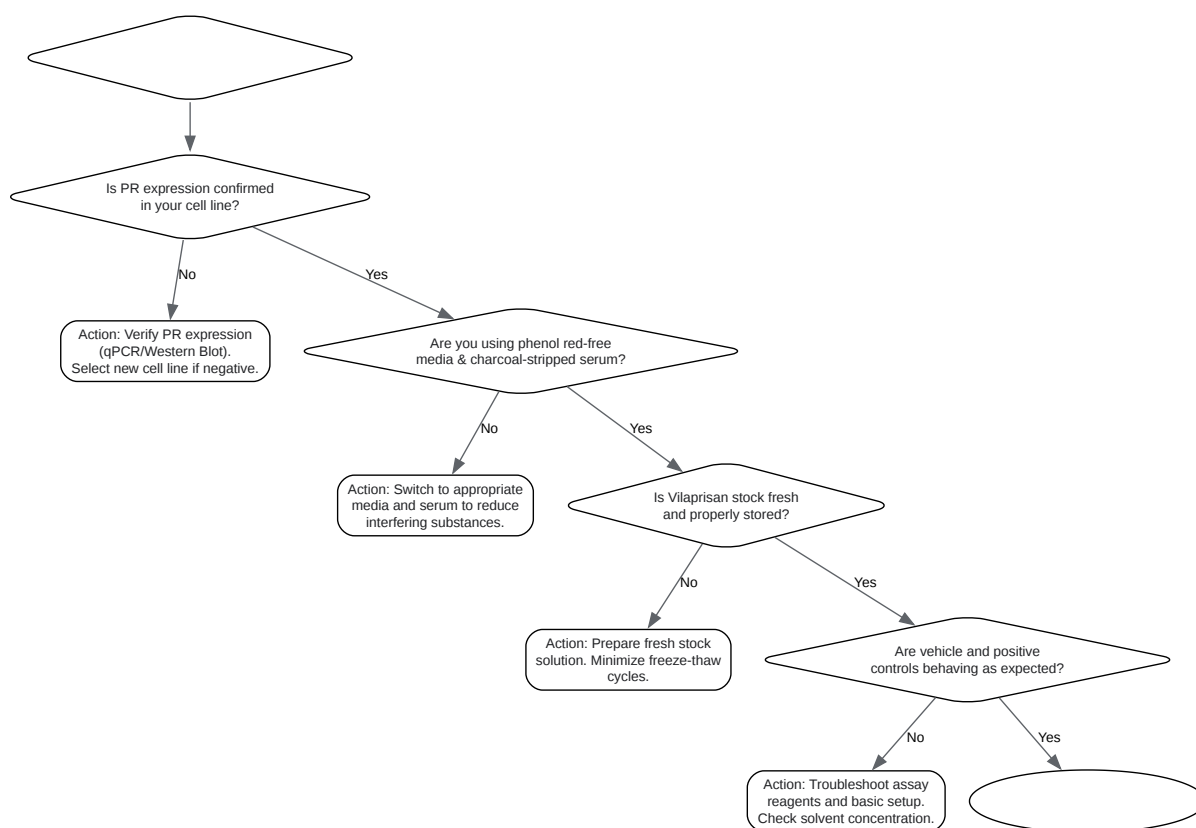 Is PR expression confirmed
in your cell line?
No
Yes
Action: Verify PR expression
(qPCR/Western Blot).
Select new cell line if negative.
Are you using phenol red-free
media & charcoal-stripped serum?
No
Yes
Action: Switch to appropriate
media and serum to reduce
interfering substances.
Is Vilaprisan stock fresh
and properly stored?
No
Yes
Action: Prepare fresh stock
solution. Minimize freeze-thaw
cycles.
Are vehicle and positive
controls behaving as expected?
No
Yes
Action: Troubleshoot assay
reagents and basic setup.
Check solvent concentration.